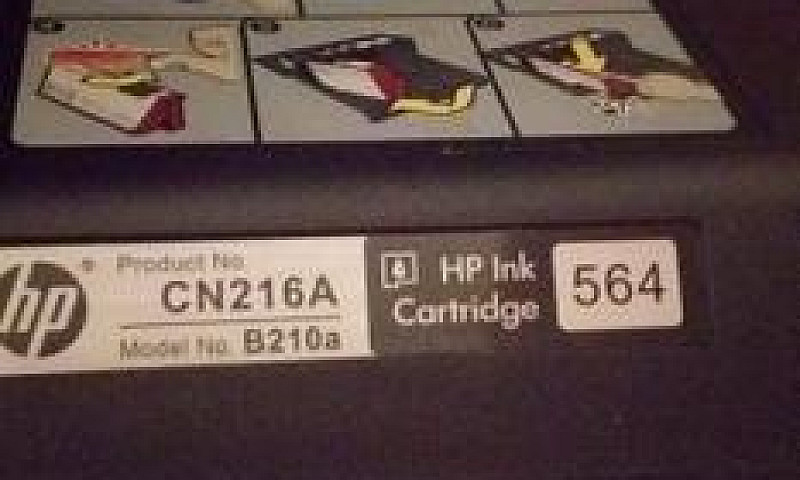 hp
Product No.
CN216A
Model No. B210a
HP Ink
Cartridge
564